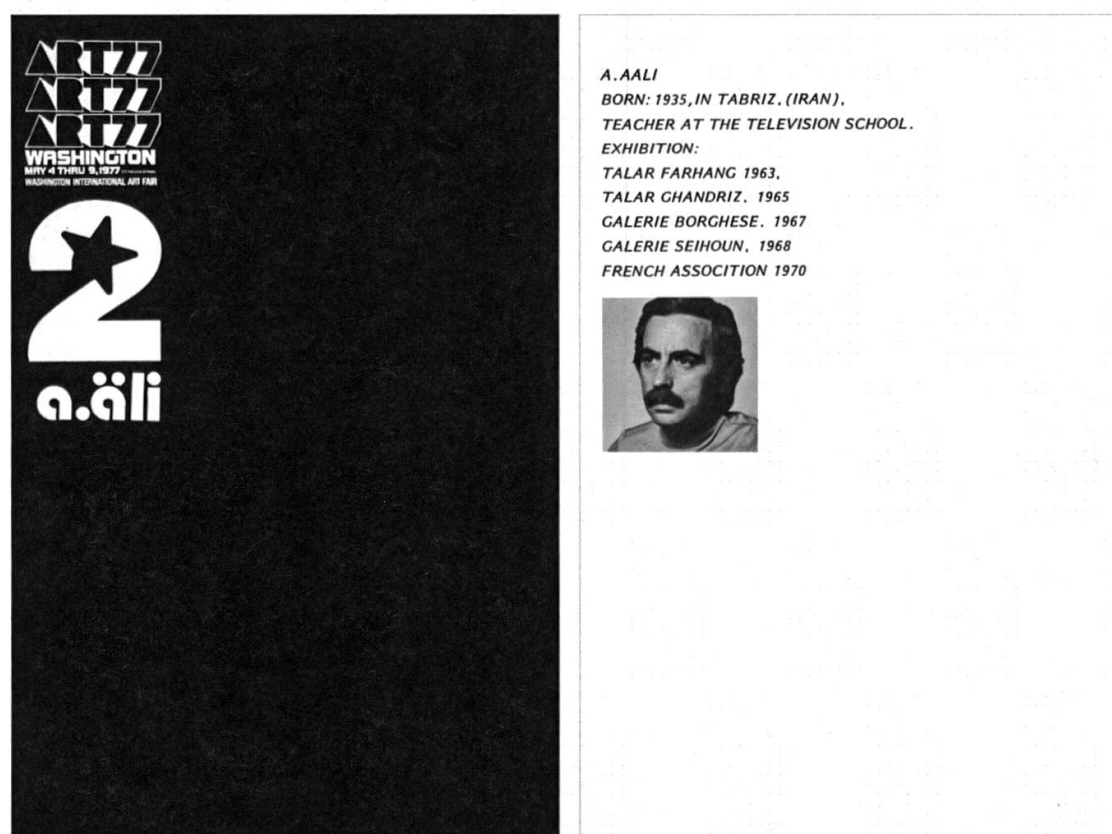 ART77
ART77
ART77
WASHINGTON
MAY 4 THRU 9, 1977
WASHINGTON INTERNATIONAL ART FAIR
2
a.äli
A.AALI
BORN: 1935, IN TABRIZ, (IRAN),
TEACHER AT THE TELEVISION SCHOOL.
EXHIBITION:
TALAR FARHANG 1963,
TALAR GHANDRIZ, 1965
GALERIE BORGHESE. 1967
GALERIE SEIHOUN, 1968
FRENCH ASSOCITION 1970